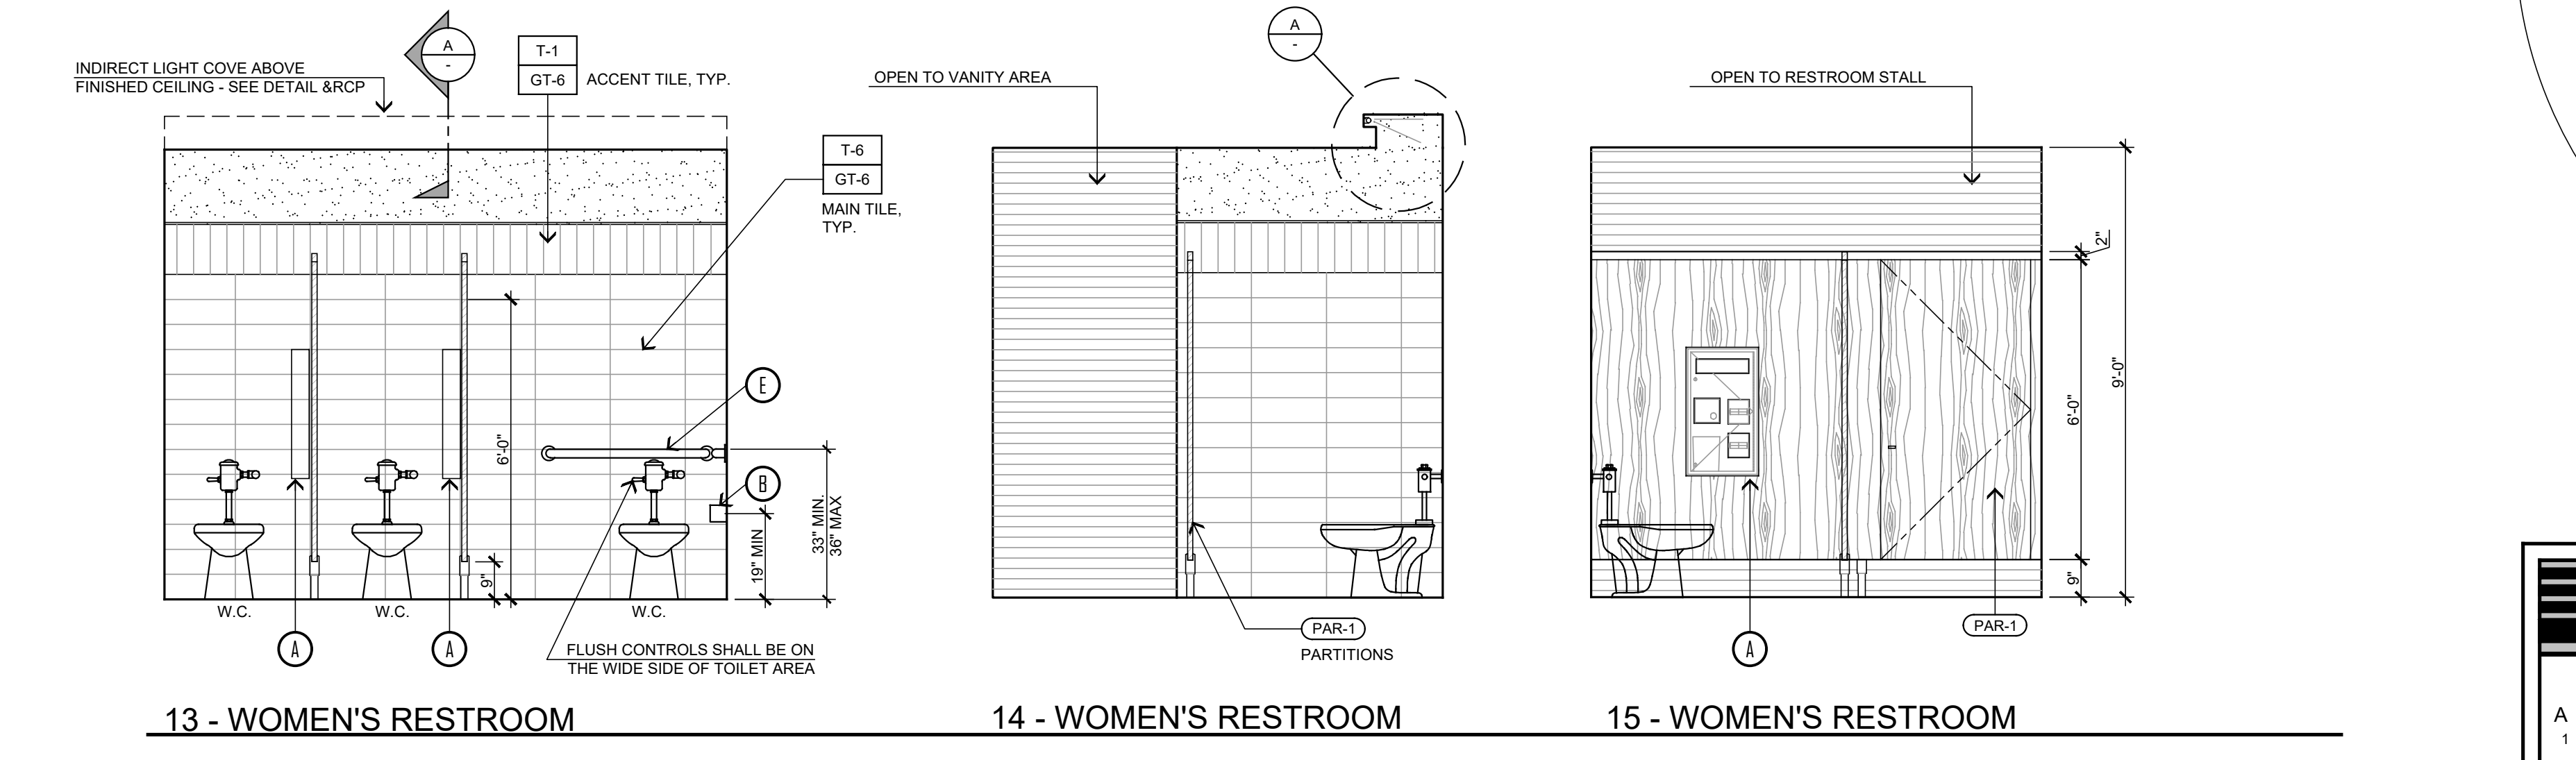 INDIRECT LIGHT COVE ABOVE
FINISHED CEILING - SEE DETAIL &RCP
A
-
T-1
GT-6
ACCENT TILE, TYP.
T-6
GT-6
MAIN TILE,
TYP.
E
B
6'-0"
9"
19" MIN
33" MIN.
36" MAX
W.C.
W.C.
W.C.
A
A
FLUSH CONTROLS SHALL BE ON
THE WIDE SIDE OF TOILET AREA
13 - WOMEN'S RESTROOM
OPEN TO VANITY AREA
A
-
PAR-1
PARTITIONS
14 - WOMEN'S RESTROOM
OPEN TO RESTROOM STALL
2"
6'-0"
9'-0"
9"
A
PAR-1
15 - WOMEN'S RESTROOM
A
1